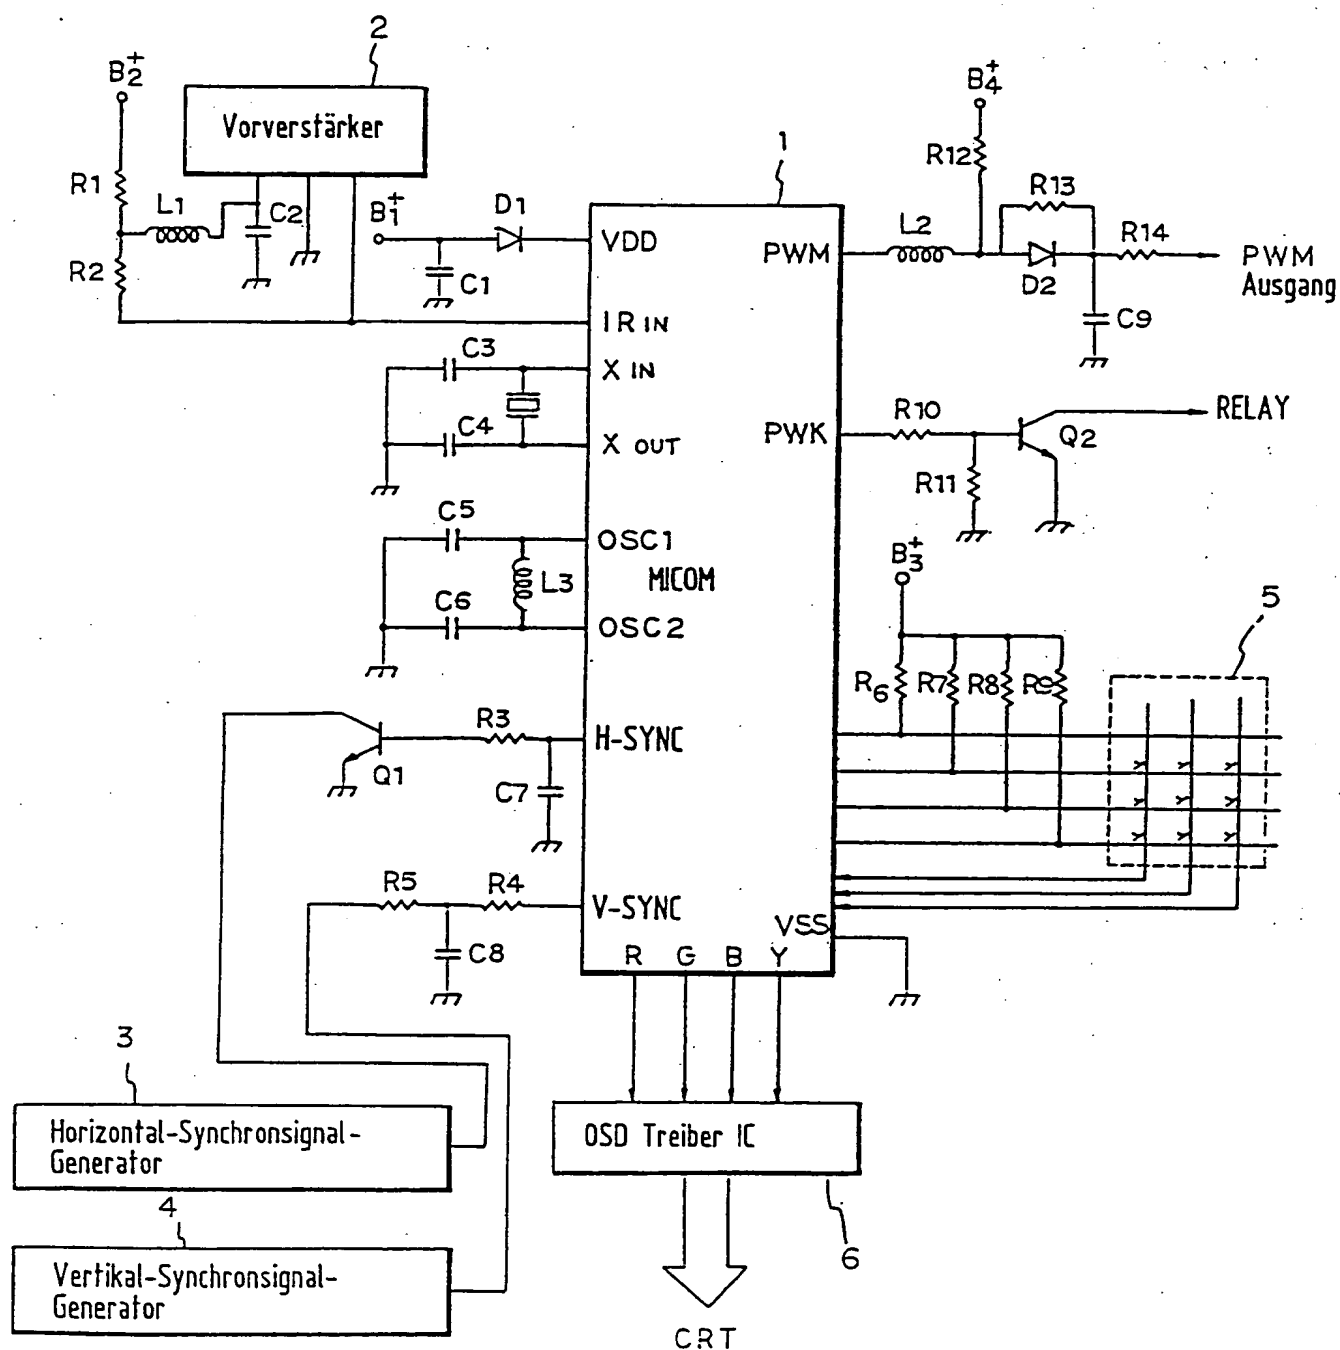 2
B2+
Vorverstärker
R1
L1
C2
R2
B1+
D1
C1
1
VDD
IR IN
X IN
X OUT
OSC1
MICOM
OSC2
H-SYNC
V-SYNC
PWM
PWK
VSS
R G B Y
C3
C4
C5
L3
C6
R3
Q1
C7
R5
R4
C8
B4+
R12
R13
L2
D2
R14
PWM
Ausgang
C9
R10
RELAY
Q2
R11
B3+
R6
R7
R8
R9
5
3
Horizontal-Synchronsignal-
Generator
4
Vertikal-Synchronsignal-
Generator
OSD Treiber IC
6
CRT